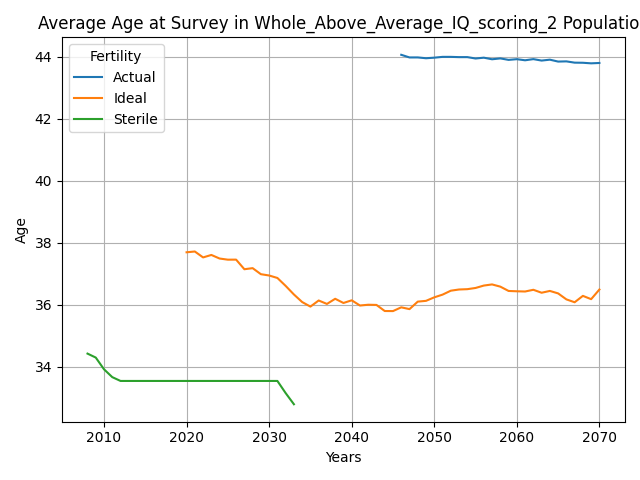 Average Age at Survey in Whole_Above_Average_IQ_scoring_2 Populatio
Fertility
Actual
Ideal
Sterile
44
42
40
38
36
34
Age
2010 2020 2030 2040 2050 2060 2070
Years